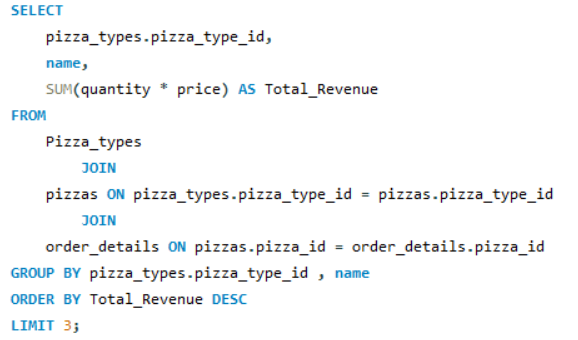 SELECT
pizza_types.pizza_type_id,
name,
SUM(quantity * price) AS Total_Revenue
FROM
Pizza_types
JOIN
pizzas ON pizza_types.pizza_type_id = pizzas.pizza_type_id
JOIN
order_details ON pizzas.pizza_id = order_details.pizza_id
GROUP BY pizza_types.pizza_type_id , name
ORDER BY Total_Revenue DESC
LIMIT 3;